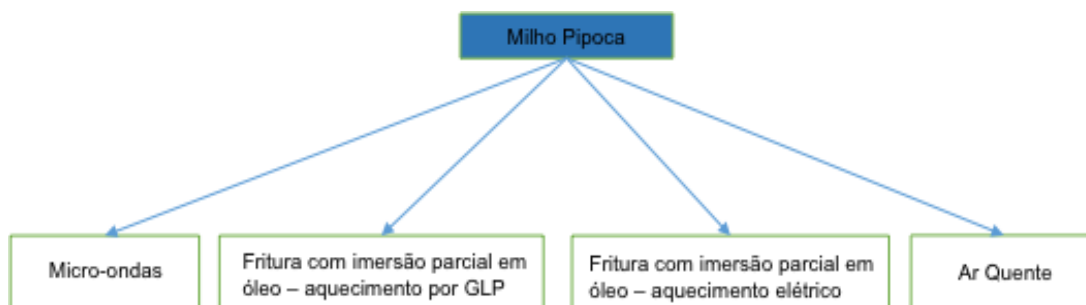 Milho Pipoca
Micro-ondas
Fritura com imersão parcial em
óleo – aquecimento por GLP
Fritura com imersão parcial em
óleo – aquecimento elétrico
Ar Quente